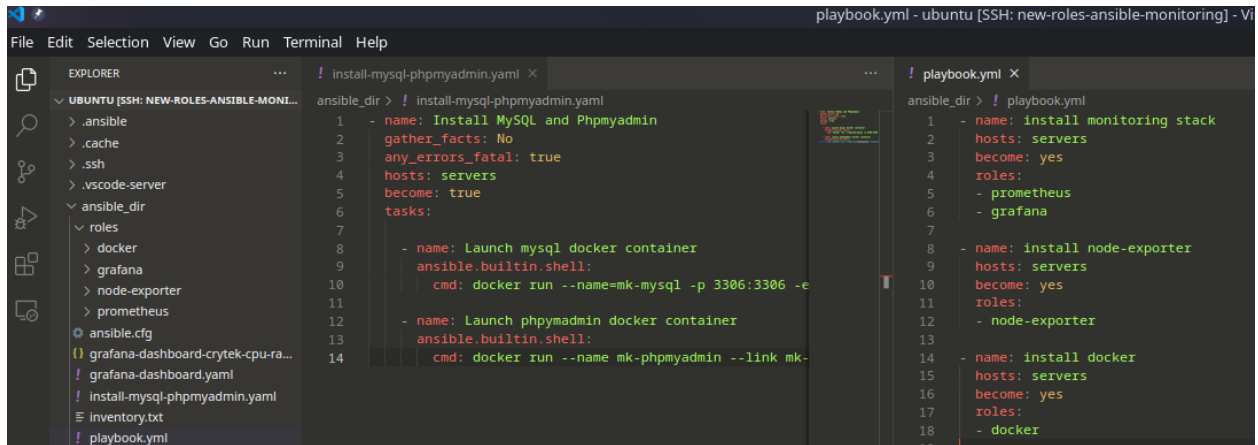 playbook.yml - ubuntu [SSH: new-roles-ansible-monitoring] - Vi
File Edit Selection View Go Run Terminal Help
EXPLORER ...
UBUNTU [SSH: NEW-ROLES-ANSIBLE-MONI...
> .ansible
> .cache
> .ssh
> .vscode-server
ansible_dir
roles
> docker
> grafana
> node-exporter
> prometheus
ansible.cfg
{} grafana-dashboard-crytek-cpu-ra...
! grafana-dashboard.yaml
! install-mysql-phpmyadmin.yaml
inventory.txt
! playbook.yml
! install-mysql-phpmyadmin.yaml ×
...
ansible_dir > ! install-mysql-phpmyadmin.yaml
1 - name: Install MySQL and Phpmyadmin
2 gather_facts: No
3 any_errors_fatal: true
4 hosts: servers
5 become: true
6 tasks:
7
8 - name: Launch mysql docker container
9 ansible.builtin.shell:
10 cmd: docker run --name=mk-mysql -p 3306:3306 -e
11
12 - name: Launch phpymadmin docker container
13 ansible.builtin.shell:
14 cmd: docker run --name mk-phpmyadmin --link mk-
! playbook.yml ×
ansible_dir > ! playbook.yml
1 - name: install monitoring stack
2 hosts: servers
3 become: yes
4 roles:
5 - prometheus
6 - grafana
7
8 - name: install node-exporter
9 hosts: servers
10 become: yes
11 roles:
12 - node-exporter
13
14 - name: install docker
15 hosts: servers
16 become: yes
17 roles:
18 - docker